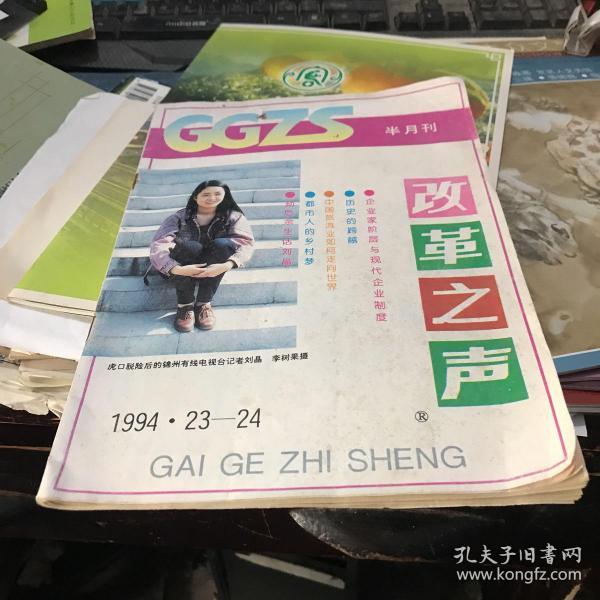 GGZS
半月刊
改革之声
企业家阶层与现代企业制度
历史的跨越
中国旅游业如何走向世界
都市人的乡村梦
虎口脱险后的锦州有线电视台记者刘晶 李树果摄
1994·23—24
®
GAI GE ZHI SHENG
孔夫子旧书网
www.kongfz.com